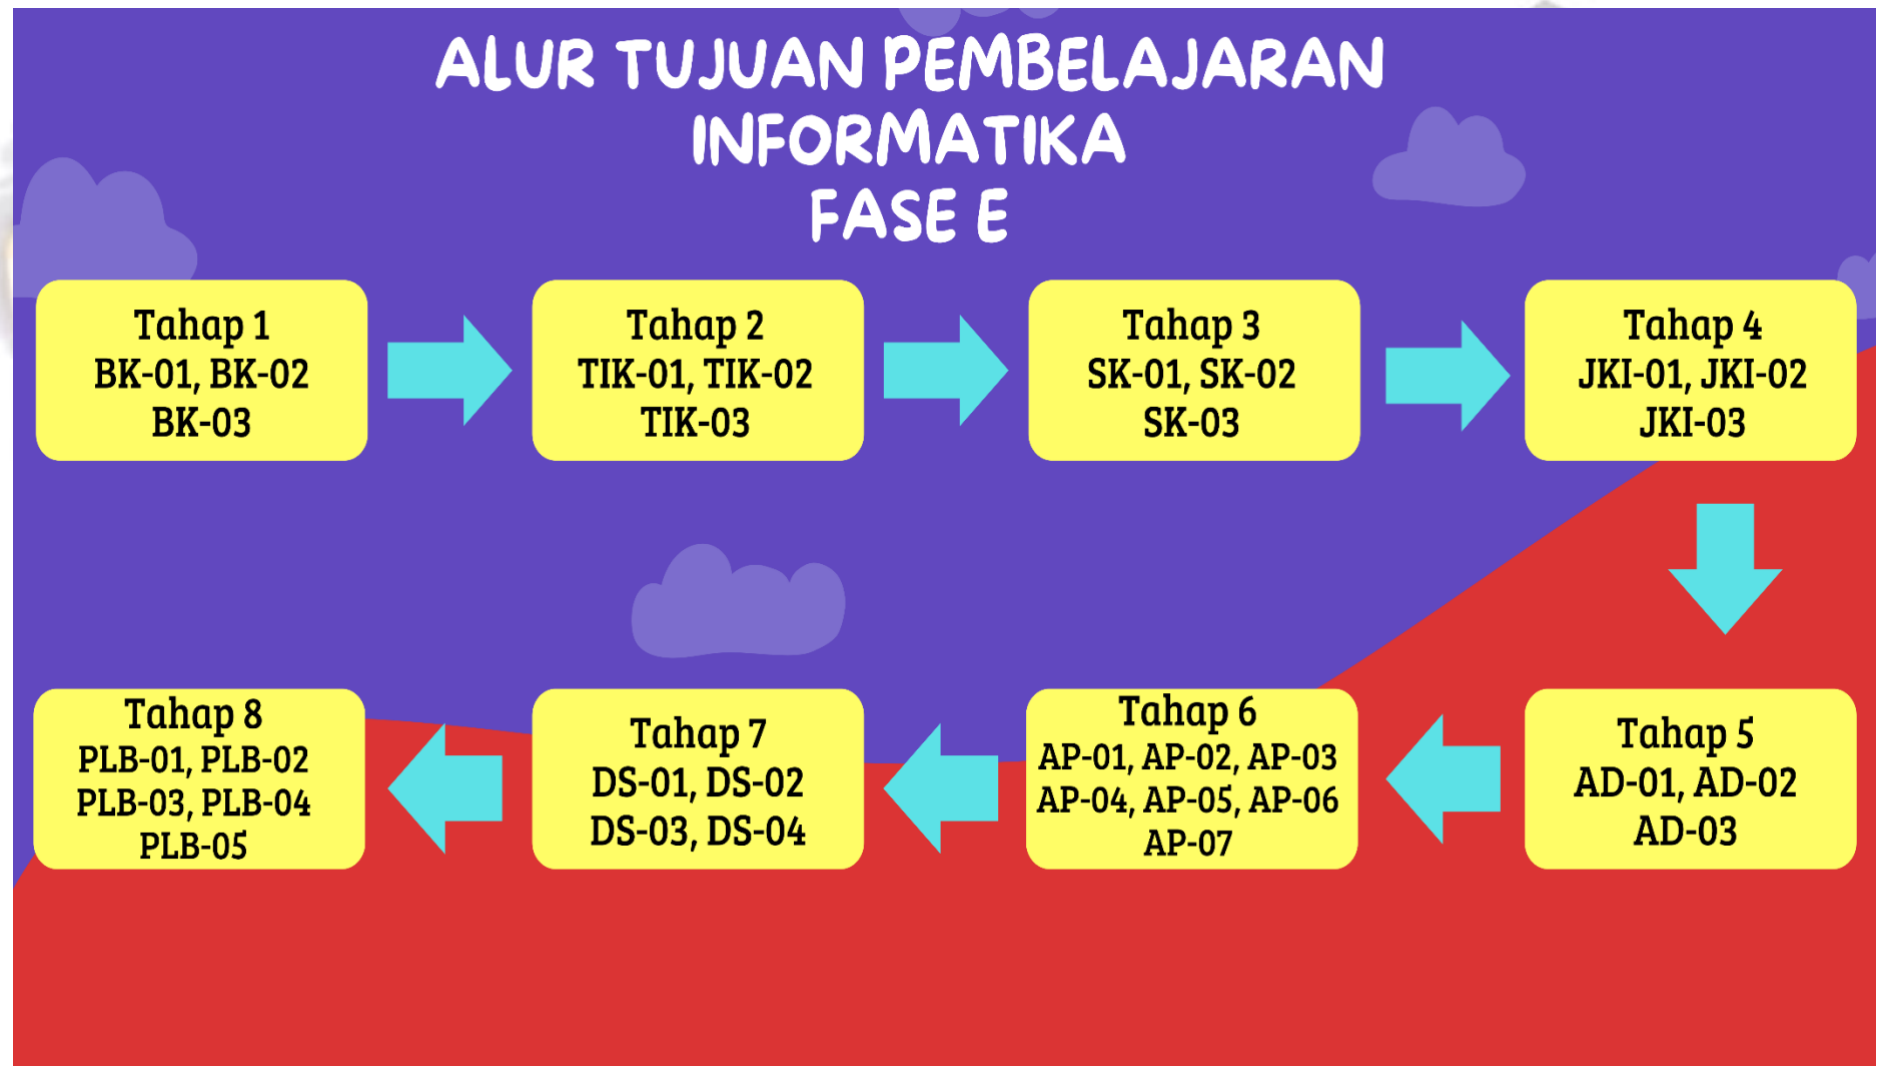 ALUR TUJUAN PEMBELAJARAN
INFORMATIKA
FASE E
Tahap 1
BK-01, BK-02
BK-03
Tahap 2
TIK-01, TIK-02
TIK-03
Tahap 3
SK-01, SK-02
SK-03
Tahap 4
JKI-01, JKI-02
JKI-03
Tahap 5
AD-01, AD-02
AD-03
Tahap 6
AP-01, AP-02, AP-03
AP-04, AP-05, AP-06
AP-07
Tahap 7
DS-01, DS-02
DS-03, DS-04
Tahap 8
PLB-01, PLB-02
PLB-03, PLB-04
PLB-05